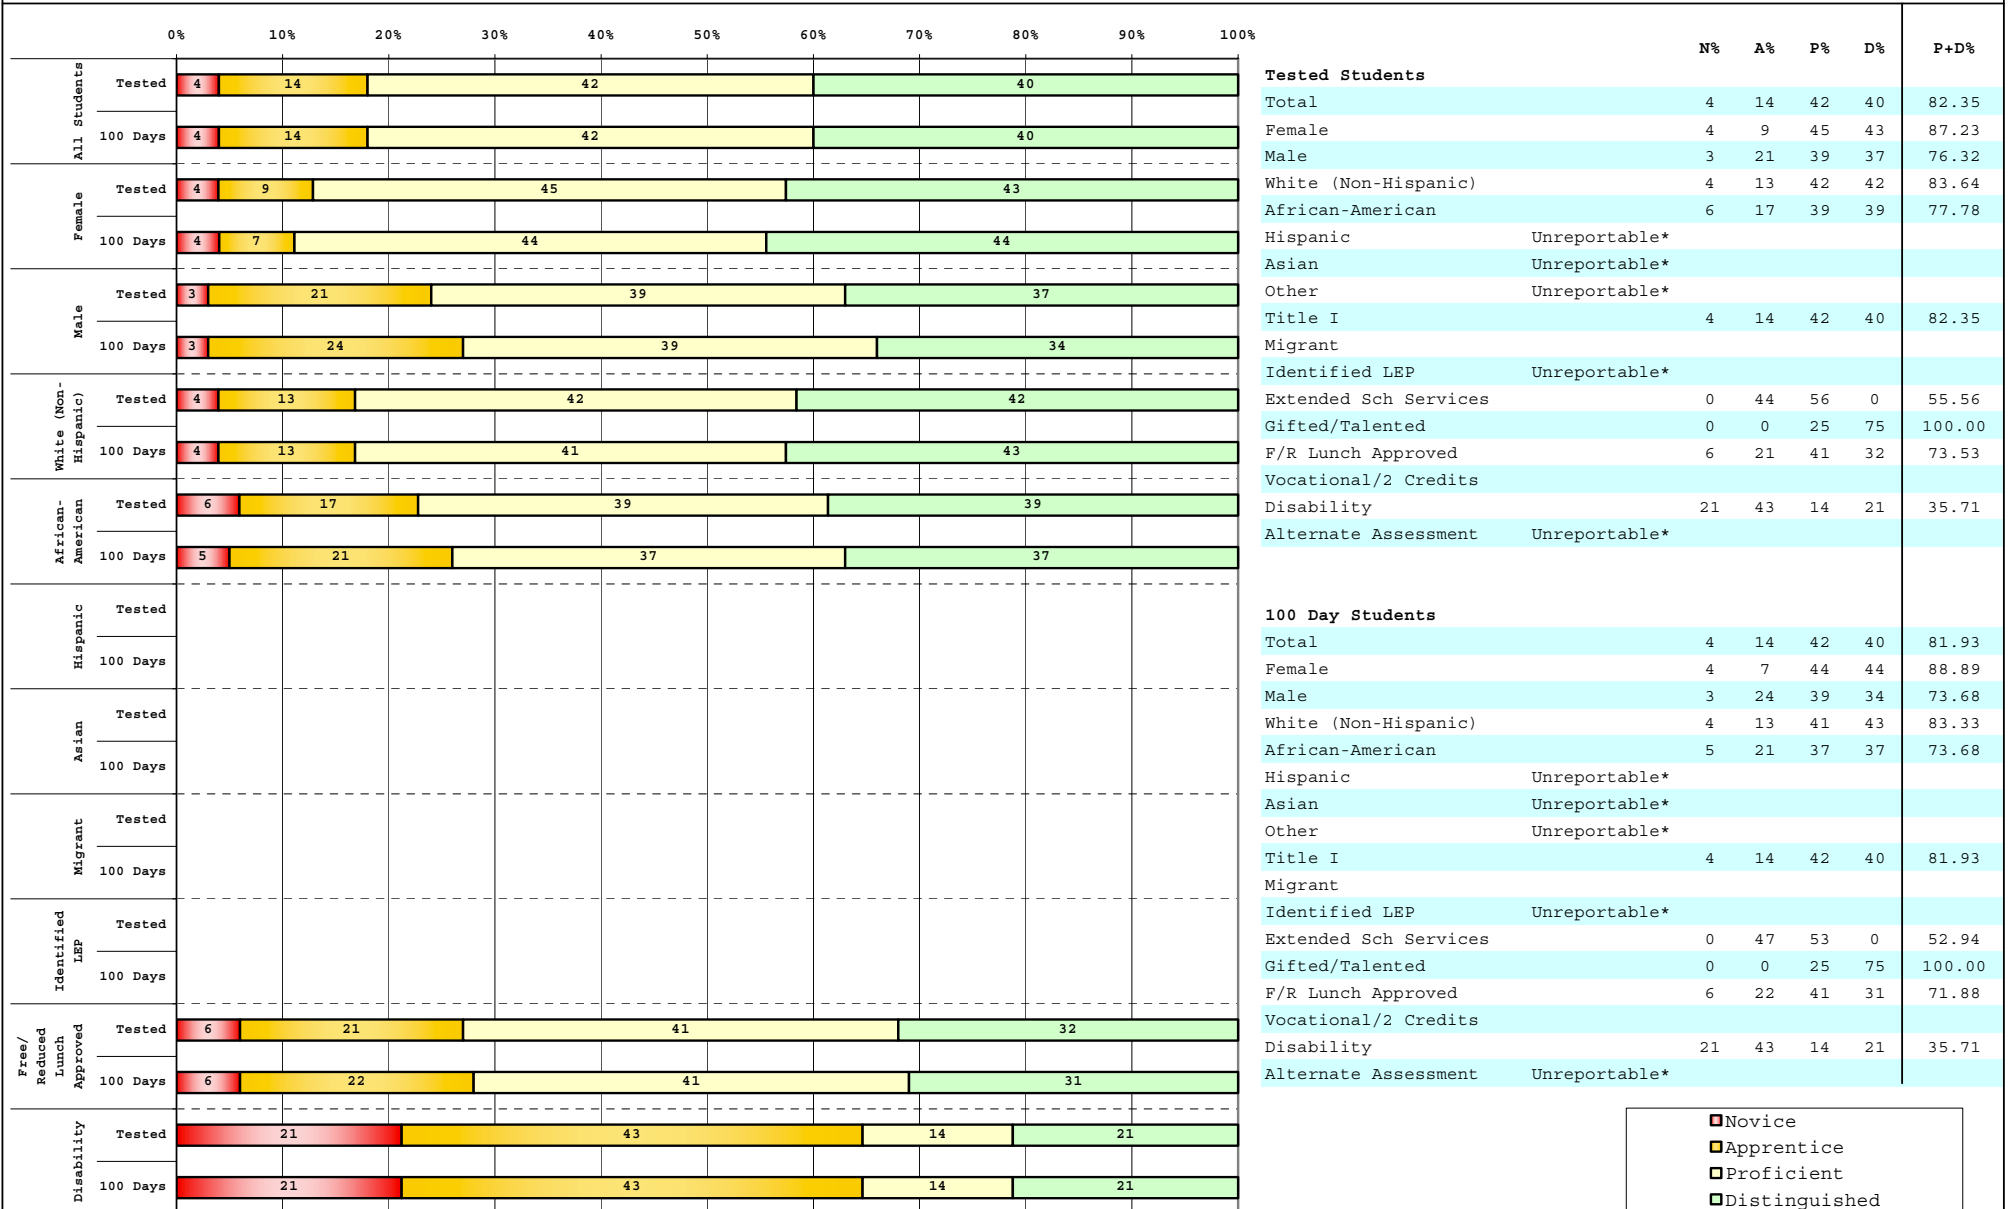 0% 10% 20% 30% 40% 50% 60% 70% 80% 90% 100%
All Students
Tested 4 14 42 40
100 Days 4 14 42 40
Female
Tested 4 9 45 43
100 Days 4 7 44 44
Male
Tested 3 21 39 37
100 Days 3 24 39 34
White (Non-
Hispanic)
Tested 4 13 42 42
100 Days 4 13 41 43
African-
American
Tested 6 17 39 39
100 Days 5 21 37 37
Hispanic
Tested
100 Days
Asian
Tested
100 Days
Migrant
Tested
100 Days
Identified
LEP
Tested
100 Days
Free/
Reduced
Lunch
Approved
Tested 6 21 41 32
100 Days 6 22 41 31
Disability
Tested 21 43 14 21
100 Days 21 43 14 21
N% A% P% D% P+D%
Tested Students
Total 4 14 42 40 82.35
Female 4 9 45 43 87.23
Male 3 21 39 37 76.32
White (Non-Hispanic) 4 13 42 42 83.64
African-American 6 17 39 39 77.78
Hispanic Unreportable*
Asian Unreportable*
Other Unreportable*
Title I 4 14 42 40 82.35
Migrant
Identified LEP Unreportable*
Extended Sch Services 0 44 56 0 55.56
Gifted/Talented 0 0 25 75 100.00
F/R Lunch Approved 6 21 41 32 73.53
Vocational/2 Credits
Disability 21 43 14 21 35.71
Alternate Assessment Unreportable*
100 Day Students
Total 4 14 42 40 81.93
Female 4 7 44 44 88.89
Male 3 24 39 34 73.68
White (Non-Hispanic) 4 13 41 43 83.33
African-American 5 21 37 37 73.68
Hispanic Unreportable*
Asian Unreportable*
Other Unreportable*
Title I 4 14 42 40 81.93
Migrant
Identified LEP Unreportable*
Extended Sch Services 0 47 53 0 52.94
Gifted/Talented 0 0 25 75 100.00
F/R Lunch Approved 6 22 41 31 71.88
Vocational/2 Credits
Disability 21 43 14 21 35.71
Alternate Assessment Unreportable*
Novice
Apprentice
Proficient
Distinguished